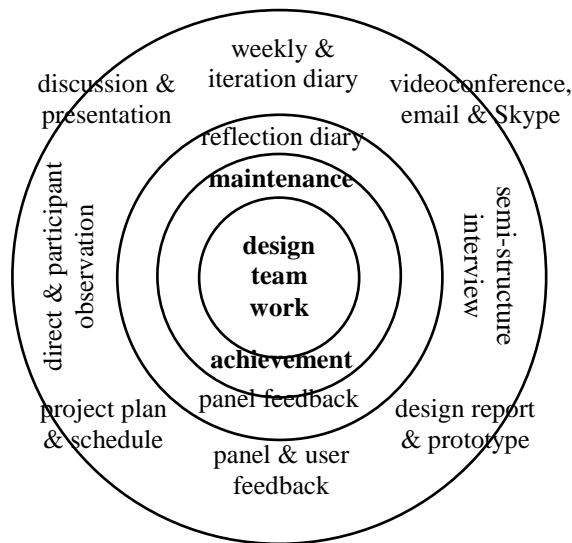 weekly &
iteration diary
discussion &
presentation
videoconference,
email & Skype
reflection diary
maintenance
direct & participant
observation
design
team
work
semi-structure
interview
achievement
panel feedback
project plan
& schedule
design report
& prototype
panel & user
feedback